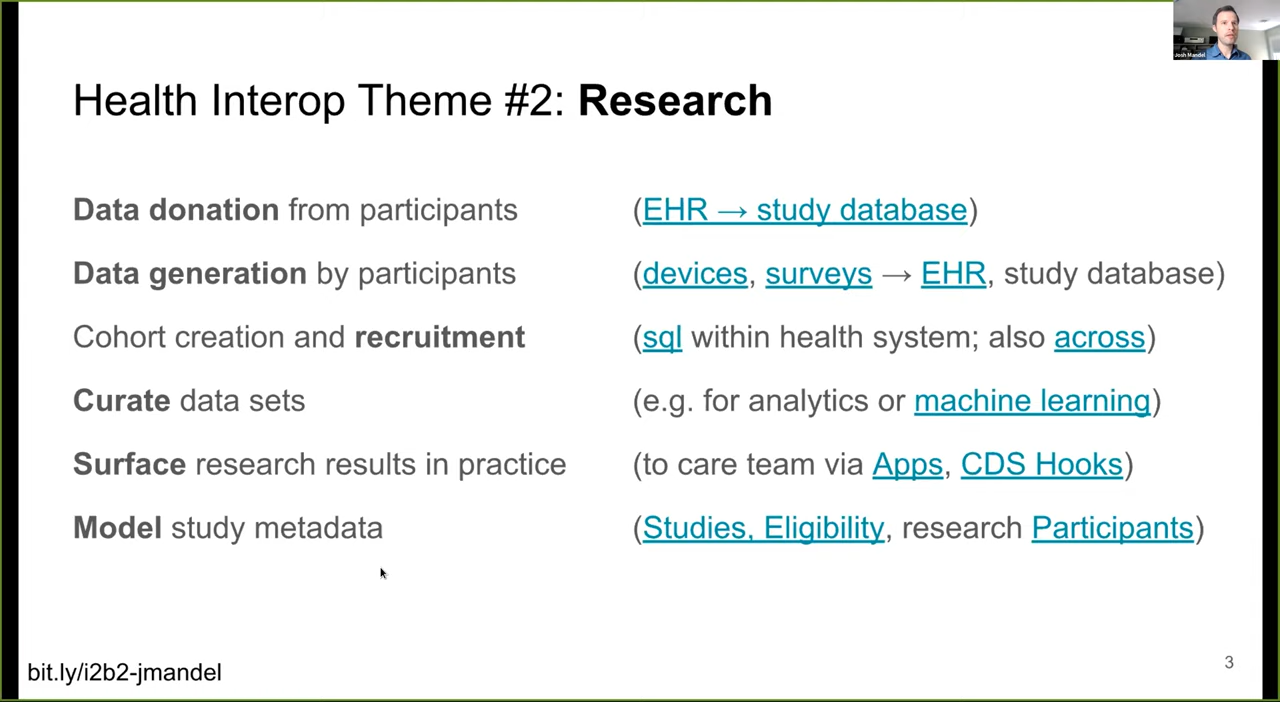 Josh Mandel
Health Interop Theme #2: Research
Data donation from participants (EHR → study database)
Data generation by participants (devices, surveys → EHR, study database)
Cohort creation and recruitment (sql within health system; also across)
Curate data sets (e.g. for analytics or machine learning)
Surface research results in practice (to care team via Apps, CDS Hooks)
Model study metadata (Studies, Eligibility, research Participants)
bit.ly/i2b2-jmandel
3